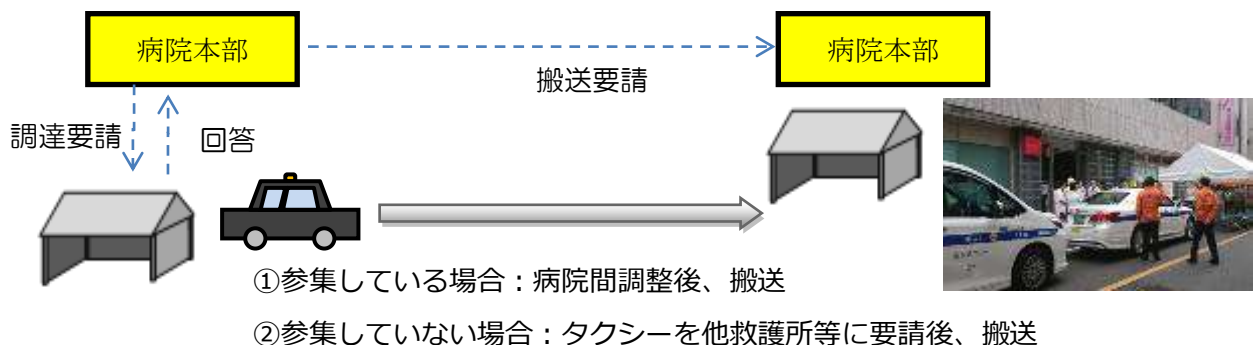 病院本部
病院本部
搬送要請
調達要請
回答
①参集している場合：病院間調整後、搬送
②参集していない場合：タクシーを他救護所等に要請後、搬送